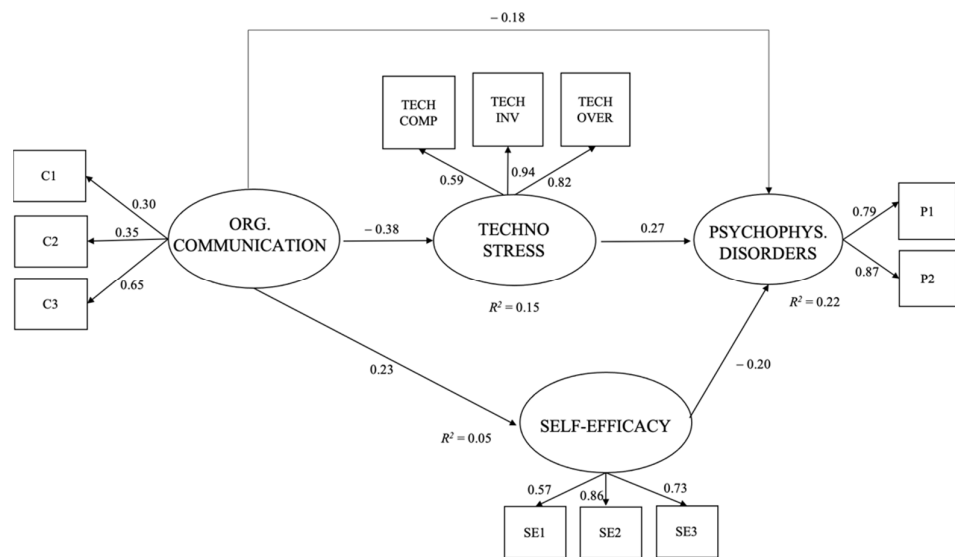 – 0.18
TECH
COMP
TECH
INV
TECH
OVER
C1
C2
C3
0.30
0.35
0.65
ORG.
COMMUNICATION
– 0.38
0.59
0.94
0.82
TECHNO
STRESS
R² = 0.15
0.27
PSYCHOPHYS.
DISORDERS
R² = 0.22
0.79
0.87
P1
P2
0.23
– 0.20
R² = 0.05
SELF-EFFICACY
0.57
0.86
0.73
SE1
SE2
SE3